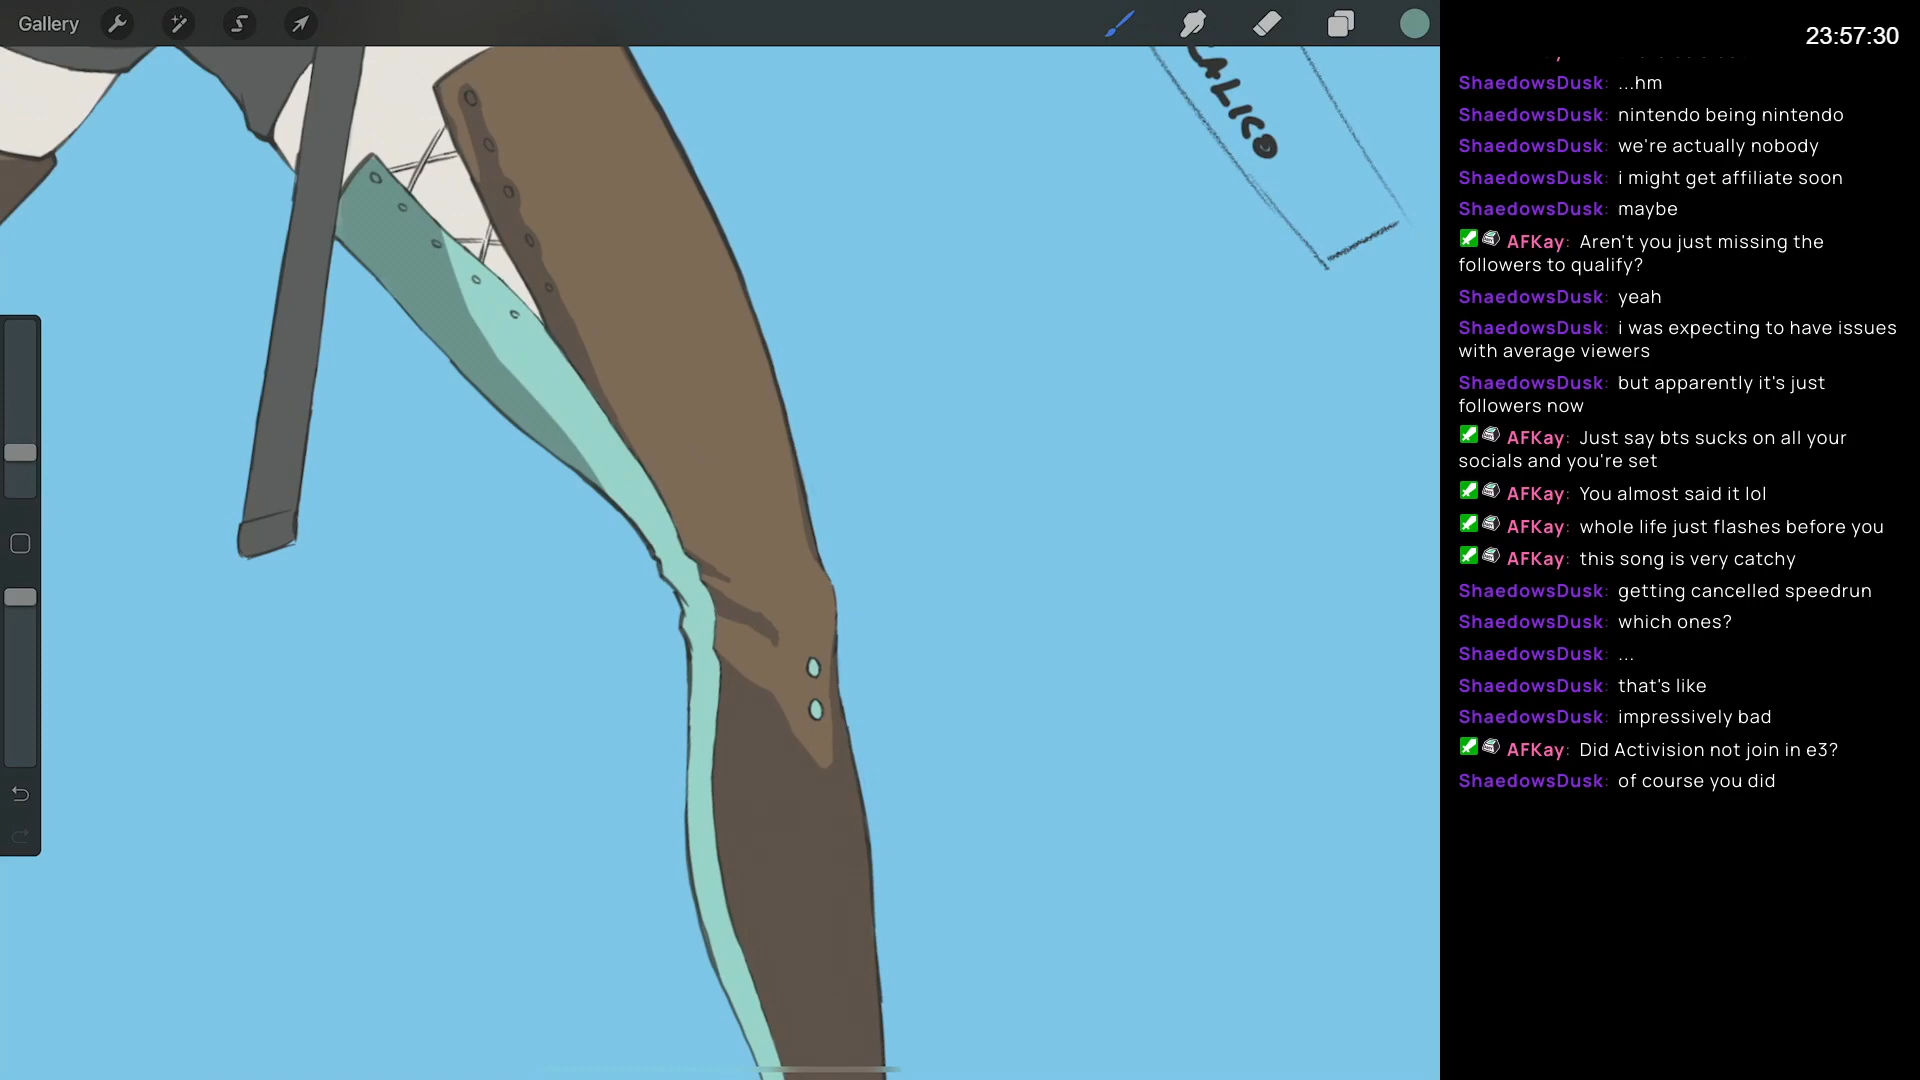 Gallery
CALICO
23:57:30
ShaedowsDusk: ...hm
ShaedowsDusk: nintendo being nintendo
ShaedowsDusk: we're actually nobody
ShaedowsDusk: i might get affiliate soon
ShaedowsDusk: maybe
AFKay: Aren't you just missing the
followers to qualify?
ShaedowsDusk: yeah
ShaedowsDusk: i was expecting to have issues
with average viewers
ShaedowsDusk: but apparently it's just
followers now
AFKay: Just say bts sucks on all your
socials and you're set
AFKay: You almost said it lol
AFKay: whole life just flashes before you
AFKay: this song is very catchy
ShaedowsDusk: getting cancelled speedrun
ShaedowsDusk: which ones?
ShaedowsDusk: ...
ShaedowsDusk: that's like
ShaedowsDusk: impressively bad
AFKay: Did Activision not join in e3?
ShaedowsDusk: of course you did